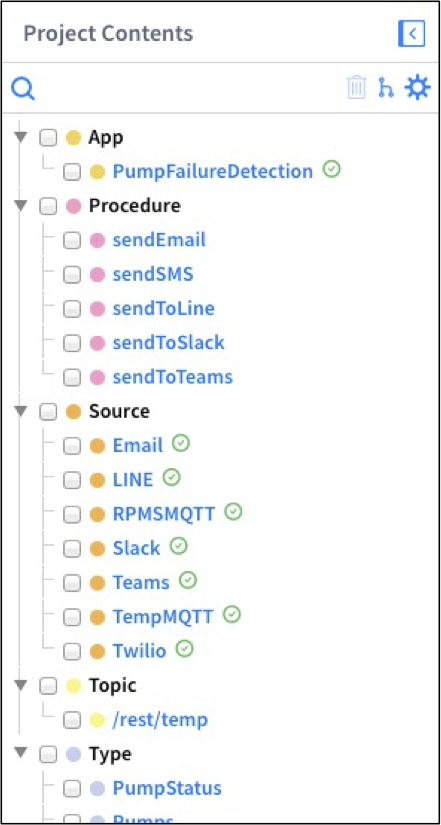 Project Contents
App
PumpFailureDetection
Procedure
sendEmail
sendSMS
sendToLine
sendToSlack
sendToTeams
Source
Email
LINE
RPMSMQTT
Slack
Teams
TempMQTT
Twilio
Topic
/rest/temp
Type
PumpStatus
Pumps